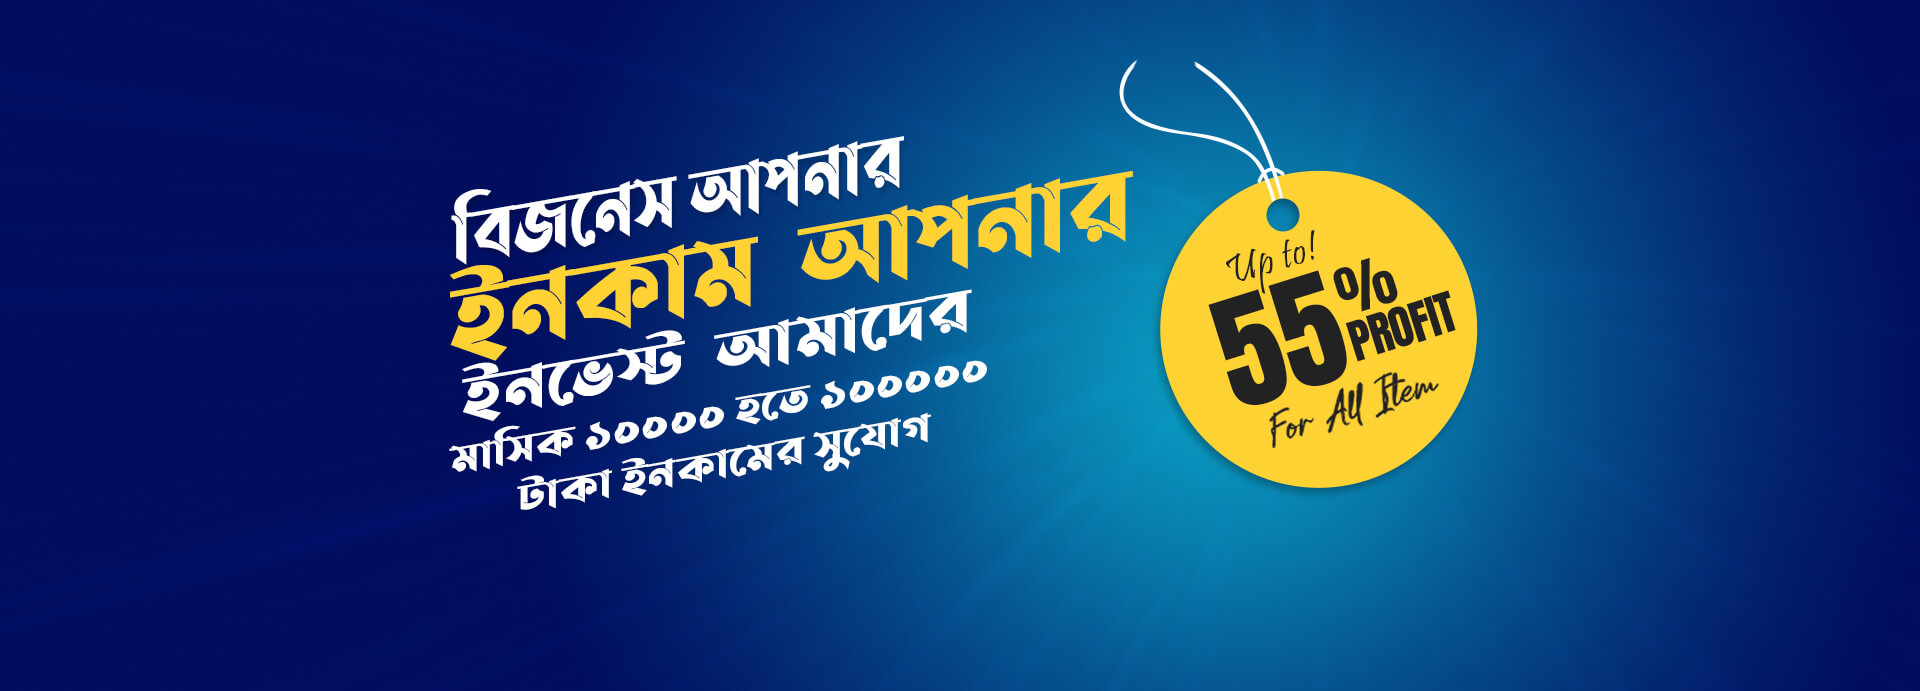 বিজনেস আপনার
ইনকাম আপনার
ইনভেস্ট আমাদের
মাসিক ১০০০০ হতে ১০০০০০
টাকা ইনকামের সুযোগ
Up to!
55% PROFIT
For All Item